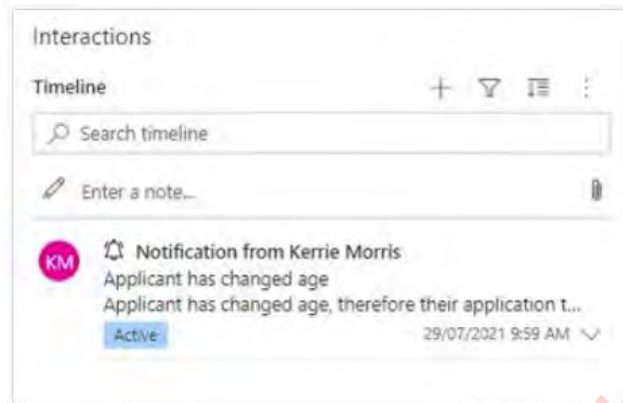 Interactions
Timeline
Search timeline
Enter a note...
KM
Notification from Kerrie Morris
Applicant has changed age
Applicant has changed age, therefore their application t...
Active 29/07/2021 9:59 AM